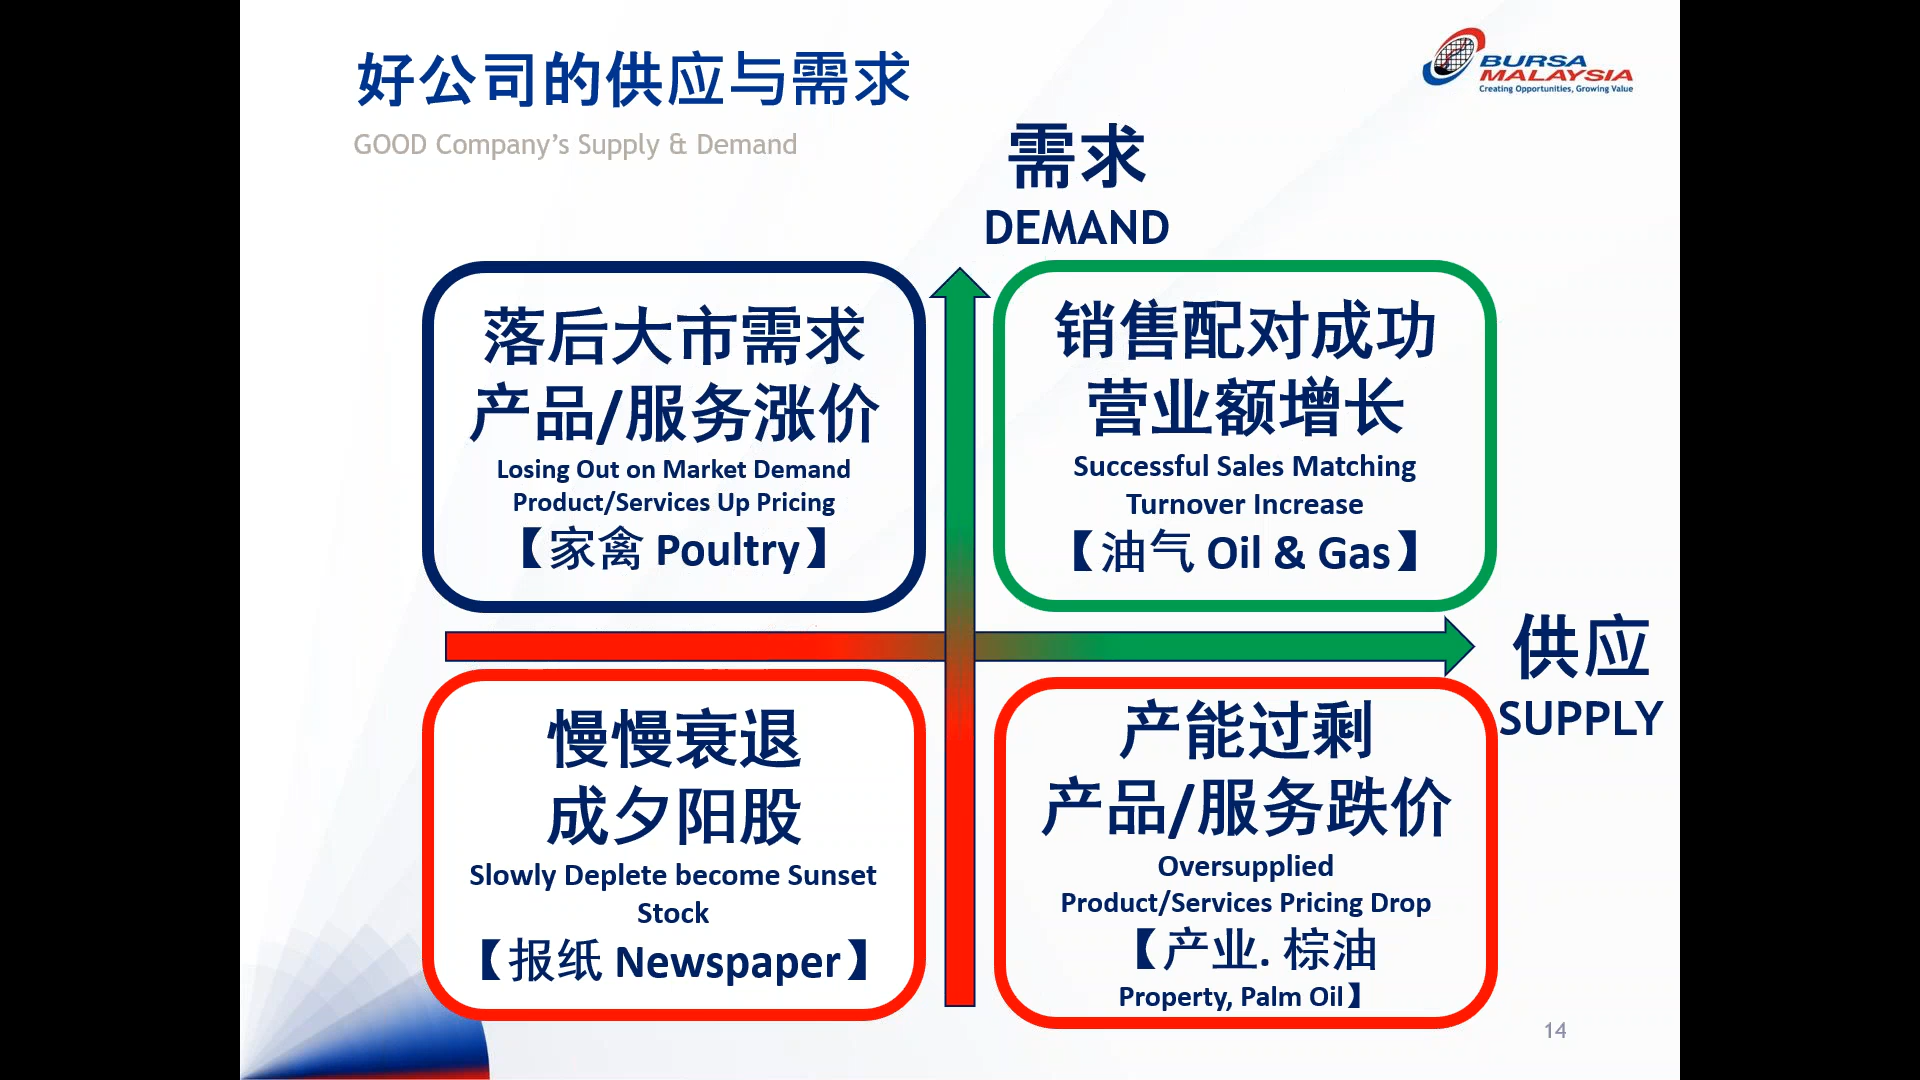 好公司的供应与需求
GOOD Company's Supply & Demand
BURSA
MALAYSIA
Creating Opportunities, Growing Value
需求
DEMAND
落后大市需求
产品/服务涨价
Losing Out on Market Demand
Product/Services Up Pricing
【家禽 Poultry】
销售配对成功
营业额增长
Successful Sales Matching
Turnover Increase
【油气 Oil & Gas】
供应
SUPPLY
慢慢衰退
成夕阳股
Slowly Deplete become Sunset
Stock
【报纸 Newspaper】
产能过剩
产品/服务跌价
Oversupplied
Product/Services Pricing Drop
【产业. 棕油
Property, Palm Oil】
14